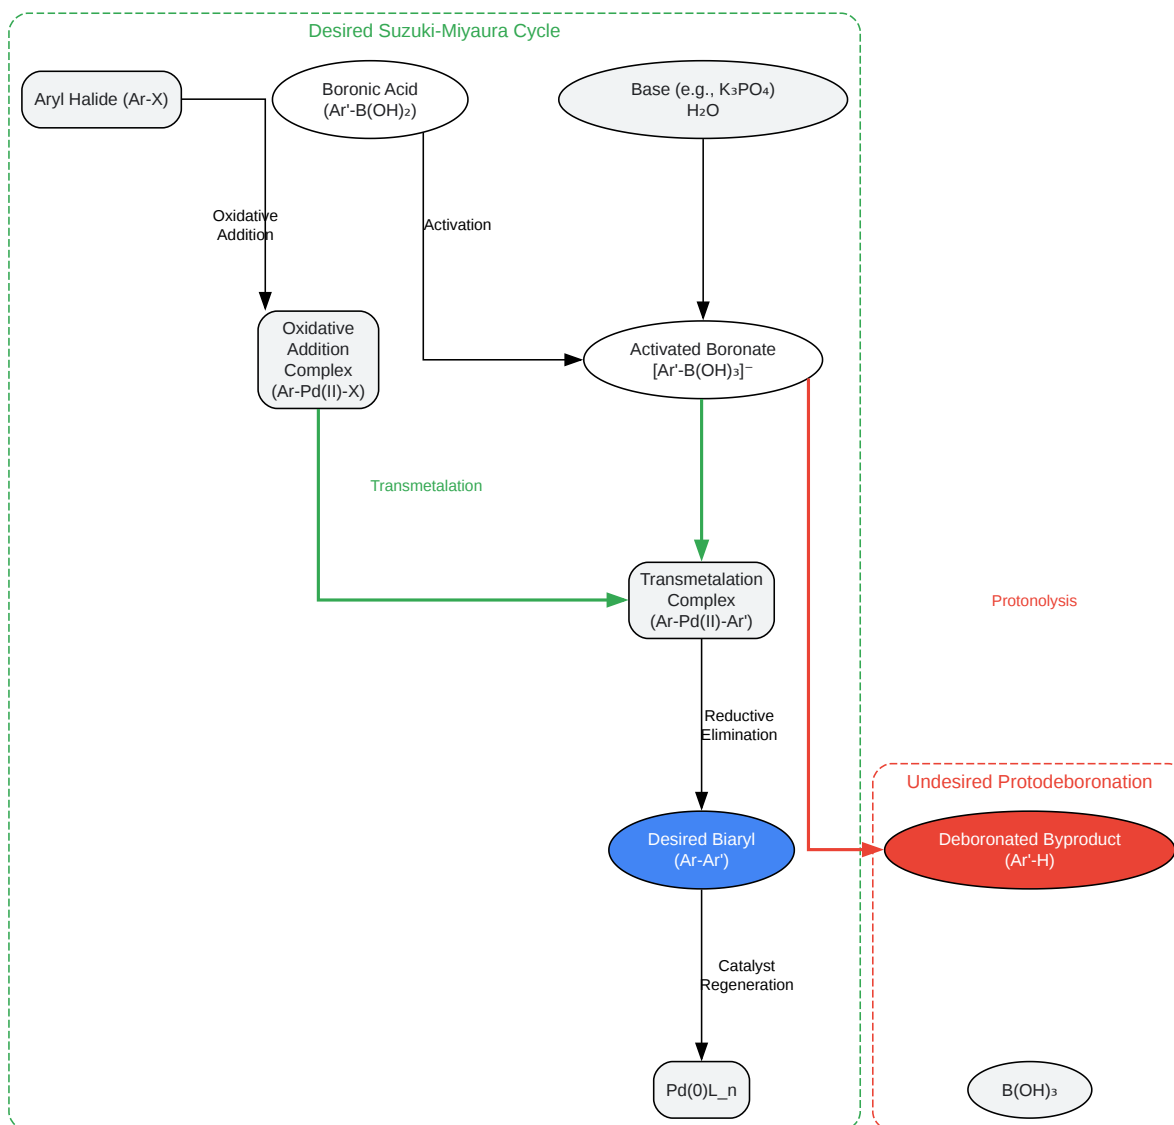 Desired Suzuki-Miyaura Cycle
Aryl Halide (Ar-X)
Boronic Acid
(Ar'-B(OH)₂)
Base (e.g., K₃PO₄)
H₂O
Oxidative
Addition
Activation
Oxidative
Addition
Complex
(Ar-Pd(II)-X)
Activated Boronate
[Ar'-B(OH)₃]⁻
Transmetalation
Transmetalation
Complex
(Ar-Pd(II)-Ar')
Protonolysis
Reductive
Elimination
Undesired Protodeboronation
Desired Biaryl
(Ar-Ar')
Deboronated Byproduct
(Ar'-H)
Catalyst
Regeneration
Pd(0)L_n
B(OH)₃